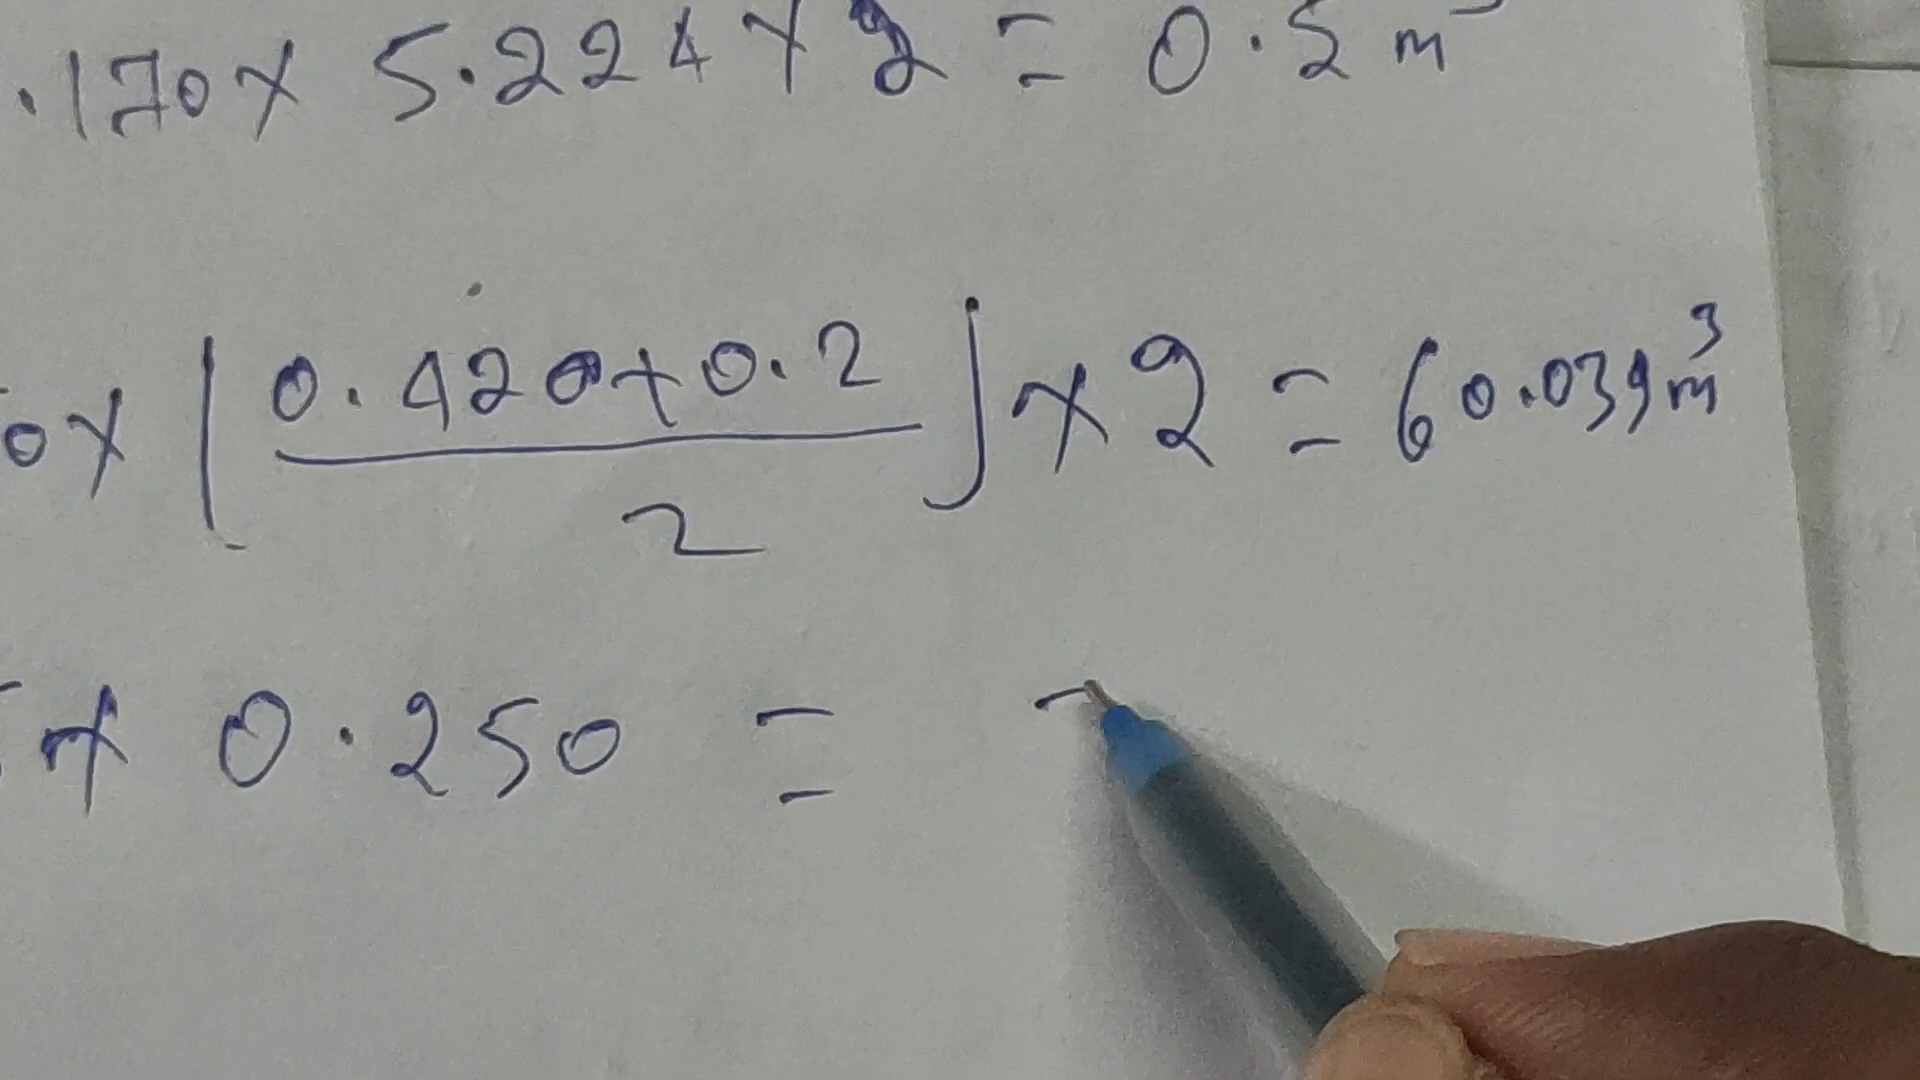 .170 x 5.224 x 2 = 0.5 m
0 x [ 0.420 + 0.2 / 2 ] x 2 = 60.039 m³
x 0.250 =